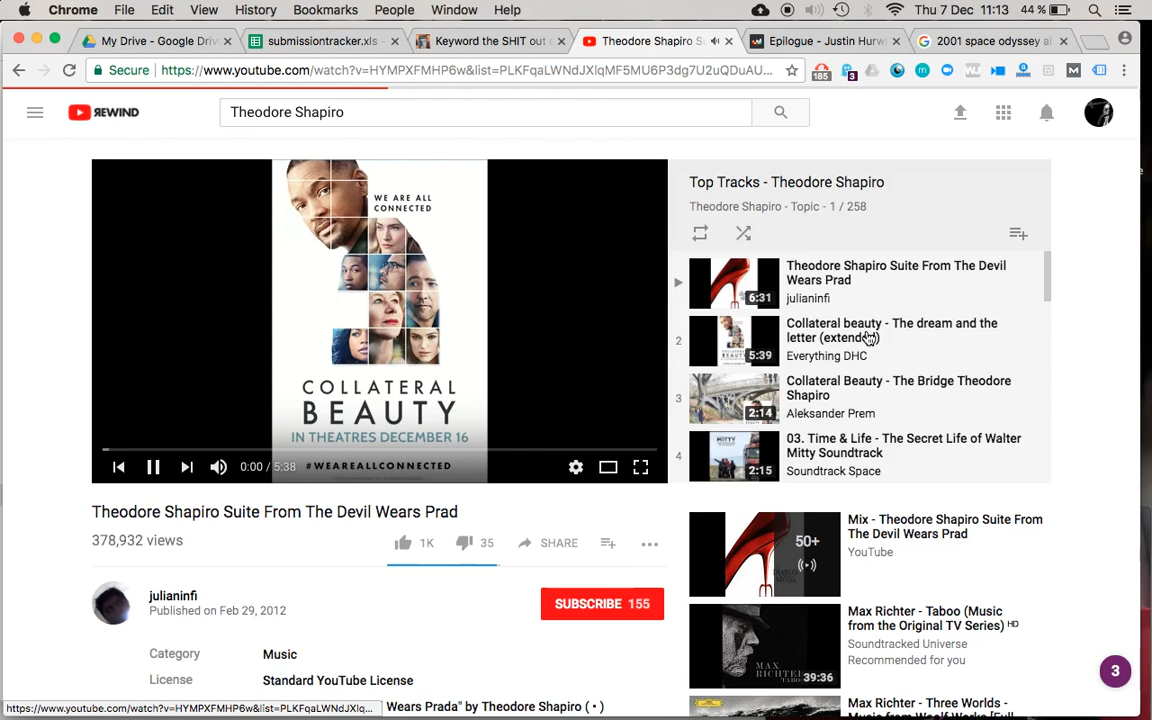 Chrome File Edit View History Bookmarks People Window Help Thu 7 Dec 11:13 44 %
My Drive - Google Driv submissiontracker.xls - Keyword the SHIT out Theodore Shapiro S Epilogue - Justin Hurw 2001 space odyssey al
Secure https://www.youtube.com/watch?v=HYMPXFMHP6w&list=PLKFqaLWNdJXlqMF5MU6P3dg7U2uQDuAU... 185 3
REWIND Theodore Shapiro
WE ARE ALL
CONNECTED
COLLATERAL
BEAUTY
IN THEATRES DECEMBER 16
#WEAREALLCONNECTED
0:00 / 5:38
Top Tracks - Theodore Shapiro
Theodore Shapiro - Topic - 1 / 258
Theodore Shapiro Suite From The Devil
Wears Prad
julianinfi
6:31
2
Collateral beauty - The dream and the
letter (extended)
Everything DHC
5:39
3
Collateral Beauty - The Bridge Theodore
Shapiro
Aleksander Prem
2:14
4
03. Time & Life - The Secret Life of Walter
Mitty Soundtrack
Soundtrack Space
MITTY
2:15
Theodore Shapiro Suite From The Devil Wears Prad
378,932 views
1K 35 SHARE
julianinfi
Published on Feb 29, 2012
SUBSCRIBE 155
Category Music
License Standard YouTube License
Wears Prada" by Theodore Shapiro ( • )
https://www.youtube.com/watch?v=HYMPXFMHP6w&list=PLKFqaLWNdJXlq...
Mix - Theodore Shapiro Suite From
The Devil Wears Prad
YouTube
50+
Max Richter - Taboo (Music
from the Original TV Series) HD
Soundtracked Universe
Recommended for you
MAX
RICHTER
39:36
Max Richter - Three Worlds -
Music from Woolf Works [Full
3